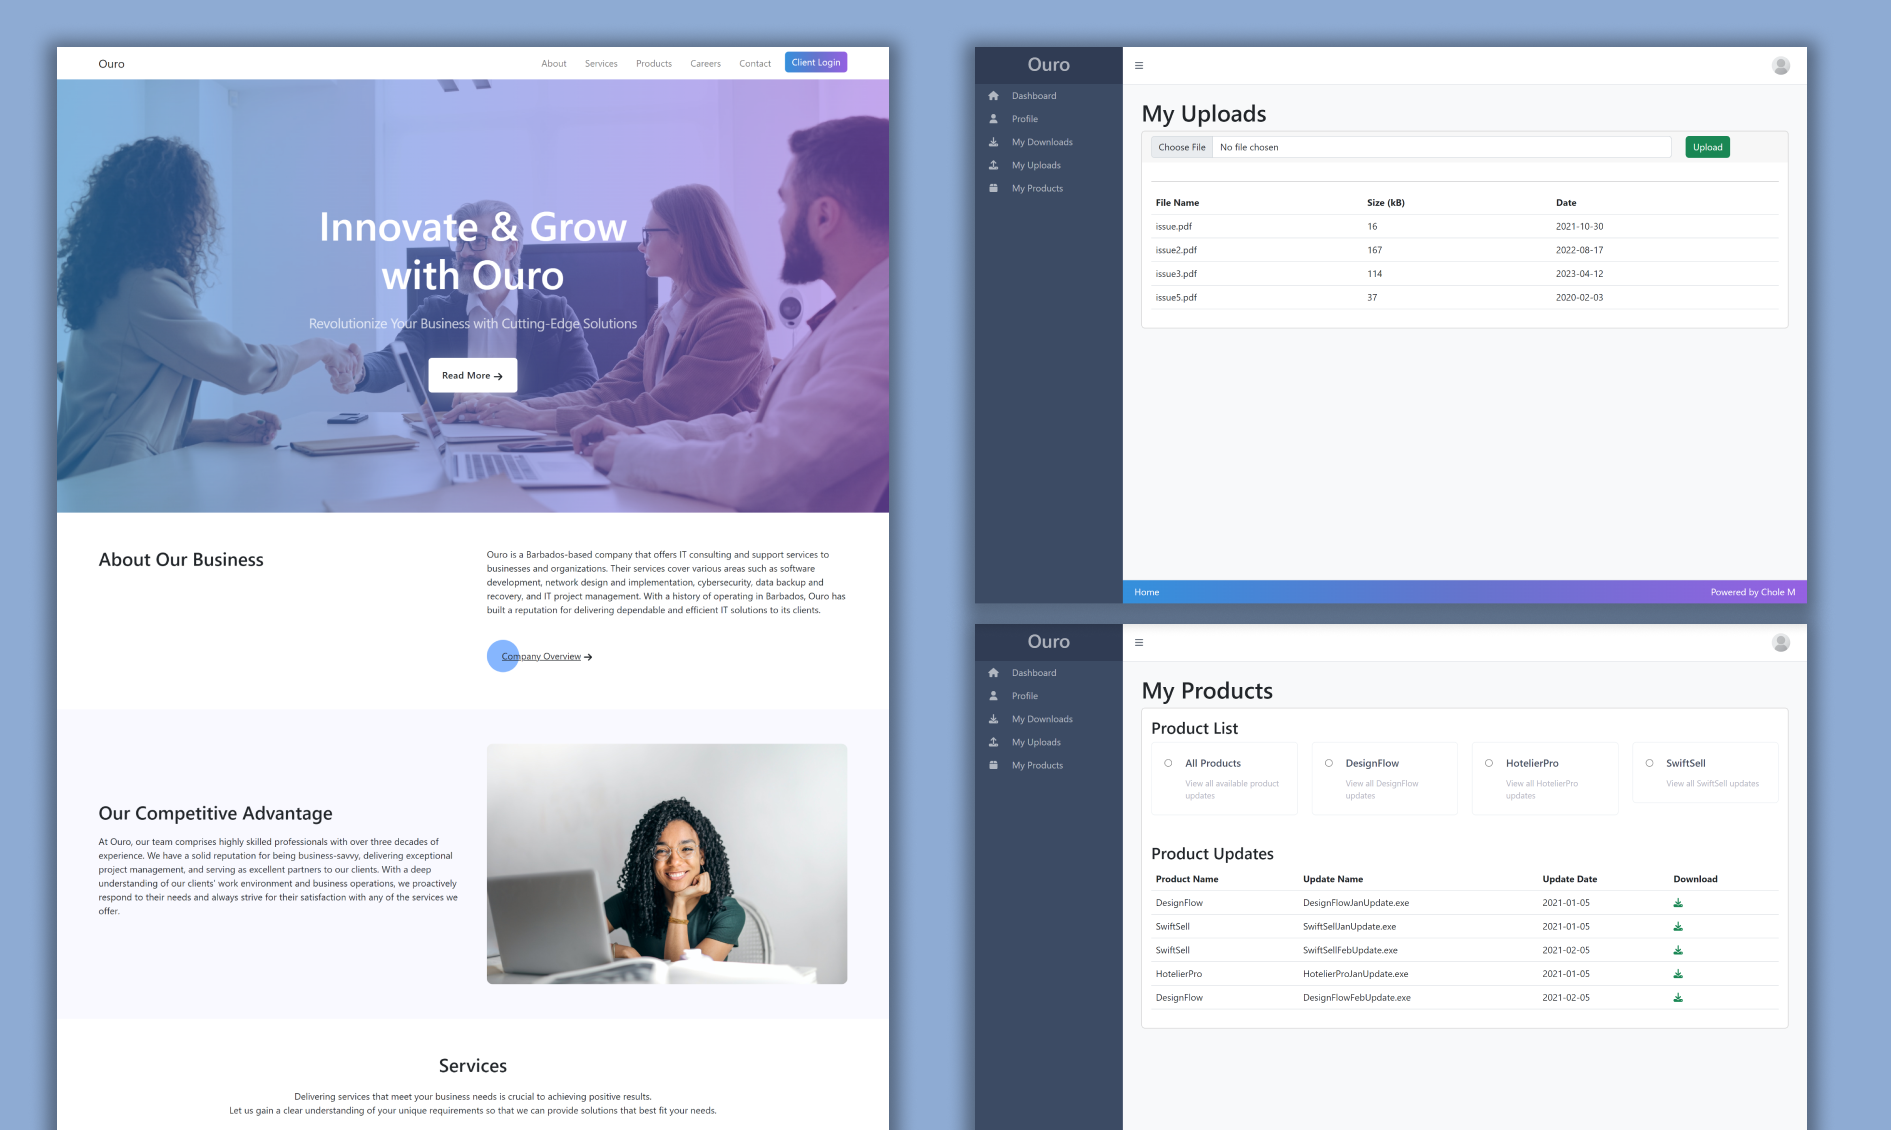 Ouro
About Services Products Careers Contact Client Login
Innovate & Grow
with Ouro
Revolutionize Your Business with Cutting-Edge Solutions
Read More
About Our Business
Ouro is a Barbados-based company that offers IT consulting and support services to
businesses and organizations. Their services cover various areas such as software
development, network design and implementation, cybersecurity, data backup and
recovery, and IT project management. With a history of operating in Barbados, Ouro has
built a reputation for delivering dependable and efficient IT solutions to its clients.
Company Overview
Our Competitive Advantage
At Ouro, our team comprises highly skilled professionals with over three decades of
experience. We have a solid reputation for being business-savvy, delivering exceptional
project management, and serving as excellent partners to our clients. With a deep
understanding of our clients' work environment and business operations, we proactively
respond to their needs and always strive for their satisfaction with any of the services we
offer.
Services
Delivering services that meet your business needs is crucial to achieving positive results.
Let us gain a clear understanding of your unique requirements so that we can provide solutions that best fit your needs.
Ouro
Dashboard
Profile
My Downloads
My Uploads
My Products
My Uploads
Choose File No file chosen Upload
File Name Size (kB) Date
issue.pdf 16 2021-10-30
issue2.pdf 167 2022-08-17
issue3.pdf 114 2023-04-12
issue5.pdf 37 2020-02-03
Home Powered by Chole M
Ouro
Dashboard
Profile
My Downloads
My Uploads
My Products
My Products
Product List
All Products
View all available product
updates
DesignFlow
View all DesignFlow
updates
HotelierPro
View all HotelierPro
updates
SwiftSell
View all SwiftSell updates
Product Updates
Product Name Update Name Update Date Download
DesignFlow DesignFlowJanUpdate.exe 2021-01-05
SwiftSell SwiftSellJanUpdate.exe 2021-01-05
SwiftSell SwiftSellFebUpdate.exe 2021-02-05
HotelierPro HotelierProJanUpdate.exe 2021-01-05
DesignFlow DesignFlowFebUpdate.exe 2021-02-05